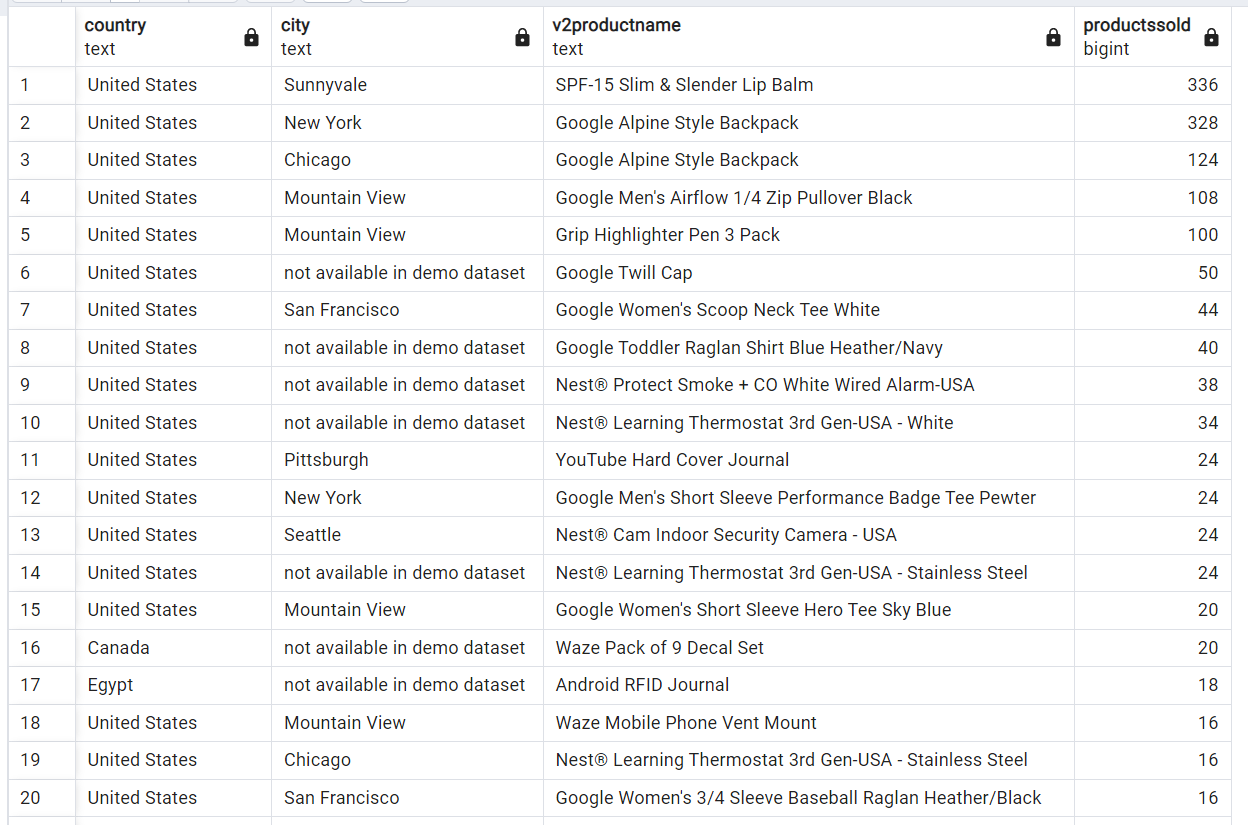 country city v2productname productssold
text text text bigint
1 United States Sunnyvale SPF-15 Slim & Slender Lip Balm 336
2 United States New York Google Alpine Style Backpack 328
3 United States Chicago Google Alpine Style Backpack 124
4 United States Mountain View Google Men's Airflow 1/4 Zip Pullover Black 108
5 United States Mountain View Grip Highlighter Pen 3 Pack 100
6 United States not available in demo dataset Google Twill Cap 50
7 United States San Francisco Google Women's Scoop Neck Tee White 44
8 United States not available in demo dataset Google Toddler Raglan Shirt Blue Heather/Navy 40
9 United States not available in demo dataset Nest® Protect Smoke + CO White Wired Alarm-USA 38
10 United States not available in demo dataset Nest® Learning Thermostat 3rd Gen-USA - White 34
11 United States Pittsburgh YouTube Hard Cover Journal 24
12 United States New York Google Men's Short Sleeve Performance Badge Tee Pewter 24
13 United States Seattle Nest® Cam Indoor Security Camera - USA 24
14 United States not available in demo dataset Nest® Learning Thermostat 3rd Gen-USA - Stainless Steel 24
15 United States Mountain View Google Women's Short Sleeve Hero Tee Sky Blue 20
16 Canada not available in demo dataset Waze Pack of 9 Decal Set 20
17 Egypt not available in demo dataset Android RFID Journal 18
18 United States Mountain View Waze Mobile Phone Vent Mount 16
19 United States Chicago Nest® Learning Thermostat 3rd Gen-USA - Stainless Steel 16
20 United States San Francisco Google Women's 3/4 Sleeve Baseball Raglan Heather/Black 16